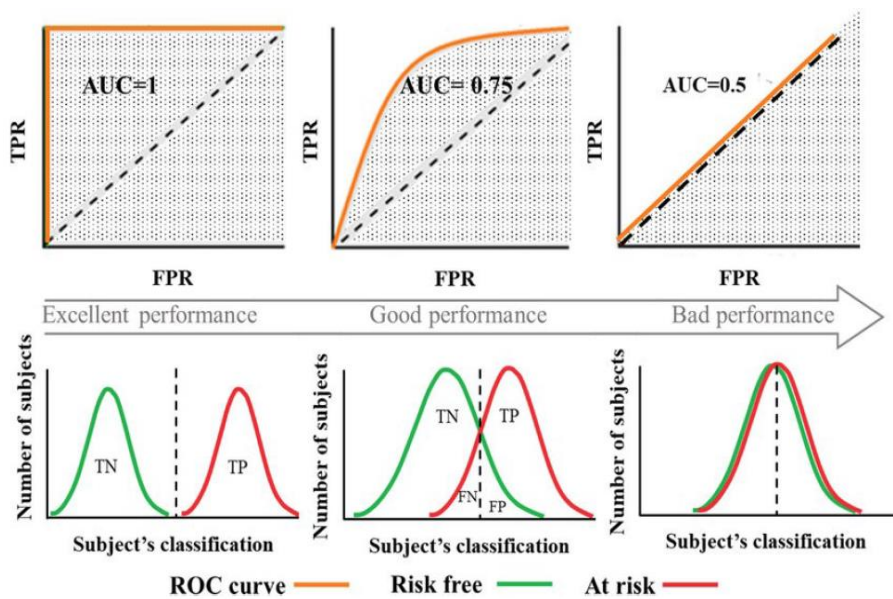 TPR
AUC=1
FPR
TPR
AUC= 0.75
FPR
TPR
AUC=0.5
FPR
Excellent performance
Good performance
Bad performance
Number of subjects
TN
TP
Subject's classification
Number of subjects
TN
TP
FN
FP
Subject's classification
Number of subjects
Subject's classification
ROC curve
Risk free
At risk